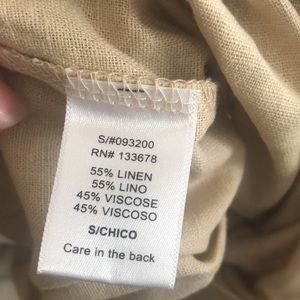 S/#093200
RN# 133678
55% LINEN
55% LINO
45% VISCOSE
45% VISCOSO
S/CHICO
Care in the back